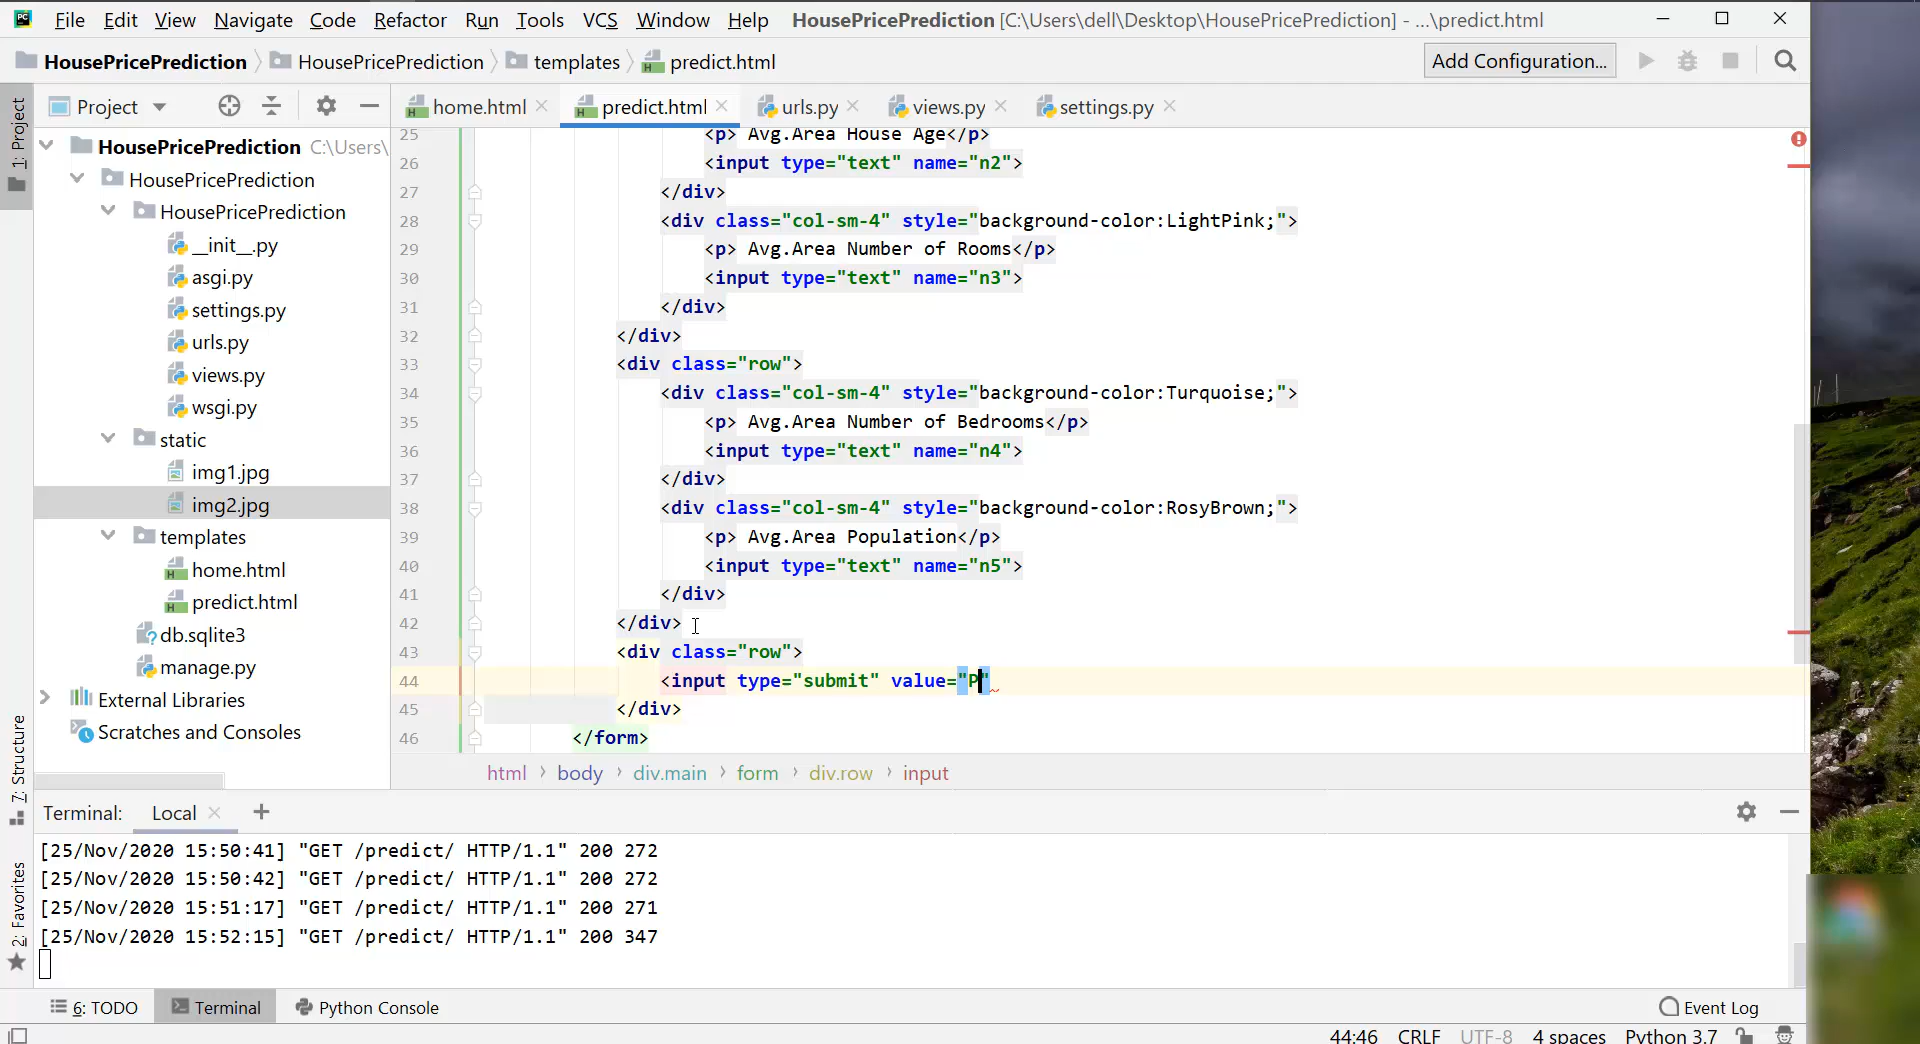 File Edit View Navigate Code Refactor Run Tools VCS Window Help HousePricePrediction [C:\Users\dell\Desktop\HousePricePrediction] - ...\predict.html
HousePricePrediction HousePricePrediction templates predict.html Add Configuration...
Project home.html predict.html urls.py views.py settings.py
1: Project
HousePricePrediction C:\Users\
HousePricePrediction
HousePricePrediction
__init__.py
asgi.py
settings.py
urls.py
views.py
wsgi.py
static
img1.jpg
img2.jpg
templates
home.html
predict.html
db.sqlite3
manage.py
External Libraries
Scratches and Consoles
7: Structure
2: Favorites
25 <p> Avg.Area House Age</p>
26 <input type="text" name="n2">
27 </div>
28 <div class="col-sm-4" style="background-color:LightPink;">
29 <p> Avg.Area Number of Rooms</p>
30 <input type="text" name="n3">
31 </div>
32 </div>
33 <div class="row">
34 <div class="col-sm-4" style="background-color:Turquoise;">
35 <p> Avg.Area Number of Bedrooms</p>
36 <input type="text" name="n4">
37 </div>
38 <div class="col-sm-4" style="background-color:RosyBrown;">
39 <p> Avg.Area Population</p>
40 <input type="text" name="n5">
41 </div>
42 </div>
43 <div class="row">
44 <input type="submit" value="P"
45 </div>
46 </form>
html body div.main form div.row input
Terminal: Local
[25/Nov/2020 15:50:41] "GET /predict/ HTTP/1.1" 200 272
[25/Nov/2020 15:50:42] "GET /predict/ HTTP/1.1" 200 272
[25/Nov/2020 15:51:17] "GET /predict/ HTTP/1.1" 200 271
[25/Nov/2020 15:52:15] "GET /predict/ HTTP/1.1" 200 347
6: TODO Terminal Python Console Event Log
44:46 CRLF UTF-8 4 spaces Python 3.7